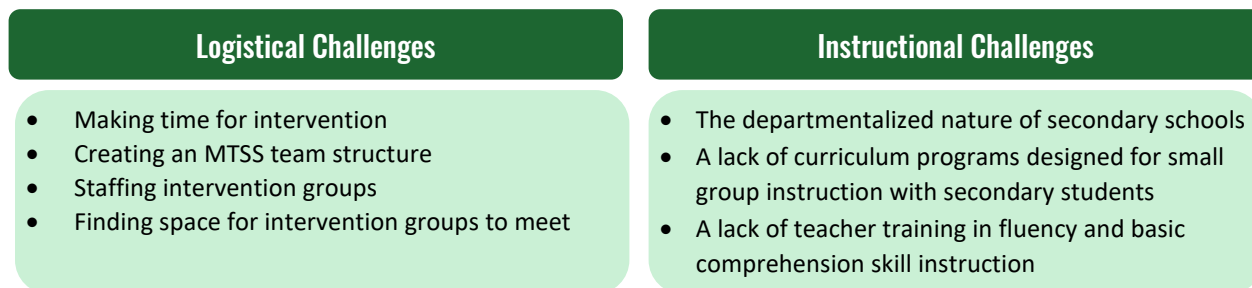 Logistical Challenges
• Making time for intervention
• Creating an MTSS team structure
• Staffing intervention groups
• Finding space for intervention groups to meet
Instructional Challenges
• The departmentalized nature of secondary schools
• A lack of curriculum programs designed for small
group instruction with secondary students
• A lack of teacher training in fluency and basic
comprehension skill instruction